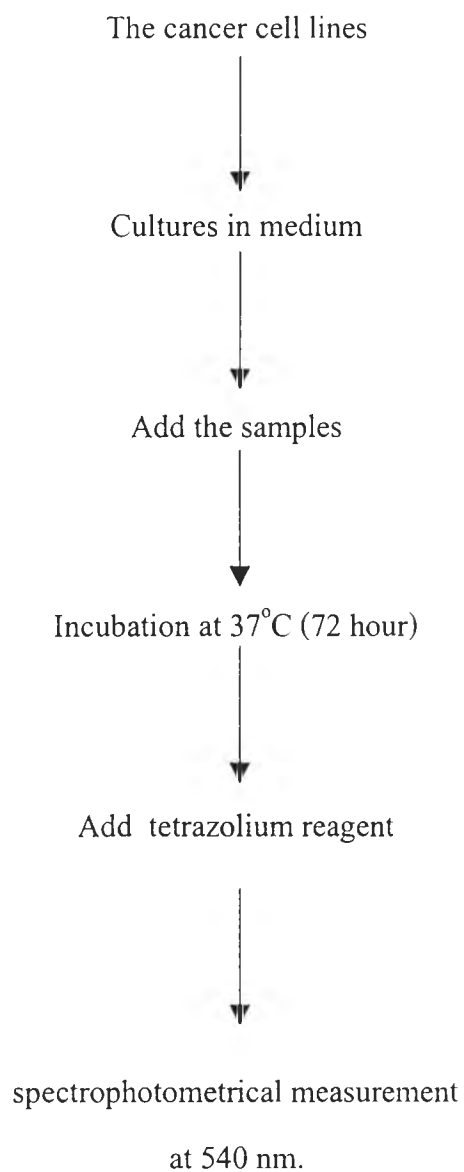 The cancer cell lines
Cultures in medium
Add the samples
Incubation at 37°C (72 hour)
Add tetrazolium reagent
spectrophotometrical measurement
at 540 nm.